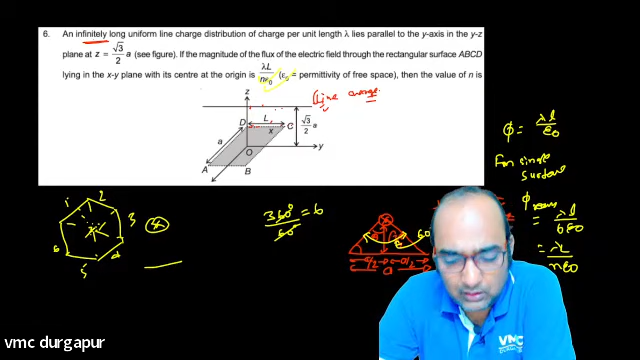 6. An infinitely long uniform line charge distribution of charge per unit length λ lies parallel to the y-axis in the y-z
plane at z = √3/2 a (see figure). If the magnitude of the flux of the electric field through the rectangular surface ABCD
lying in the x-y plane with its centre at the origin is λL/nε₀ (ε₀ = permittivity of free space), then the value of n is
Line charge
z
L
D
C
√3/2 a
a
x
O
y
A
B
φ = λl/ε₀
For single
surface
1
2
3
5
6
4
360°/60° = 6
60
a/2
a/2
a
= λl/6ε₀
= λL/nε₀
VMC
vmc durgapur